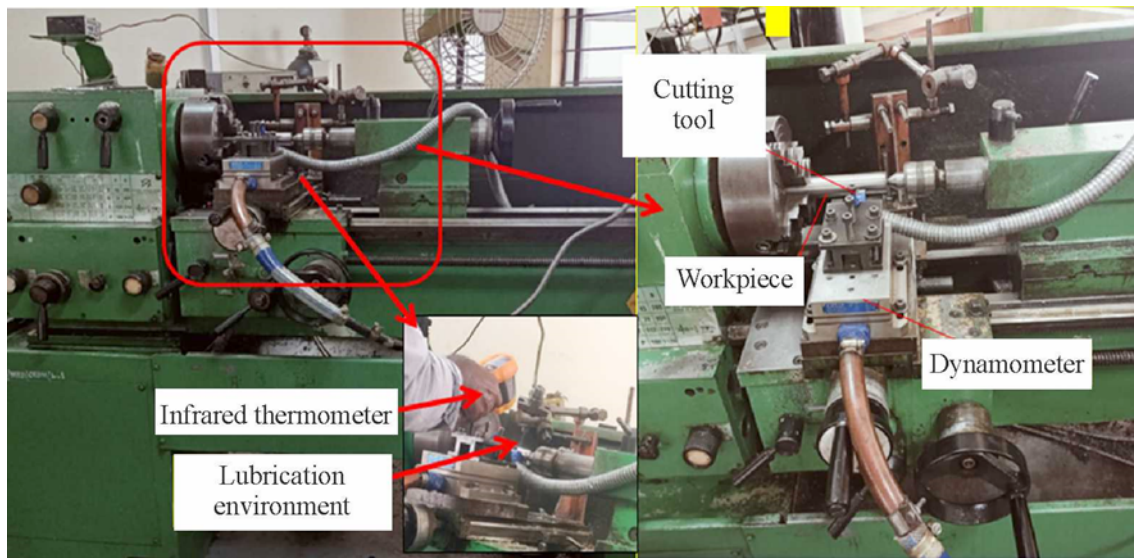 Cutting
tool
Workpiece
Dynamometer
Infrared thermometer
Lubrication
environment